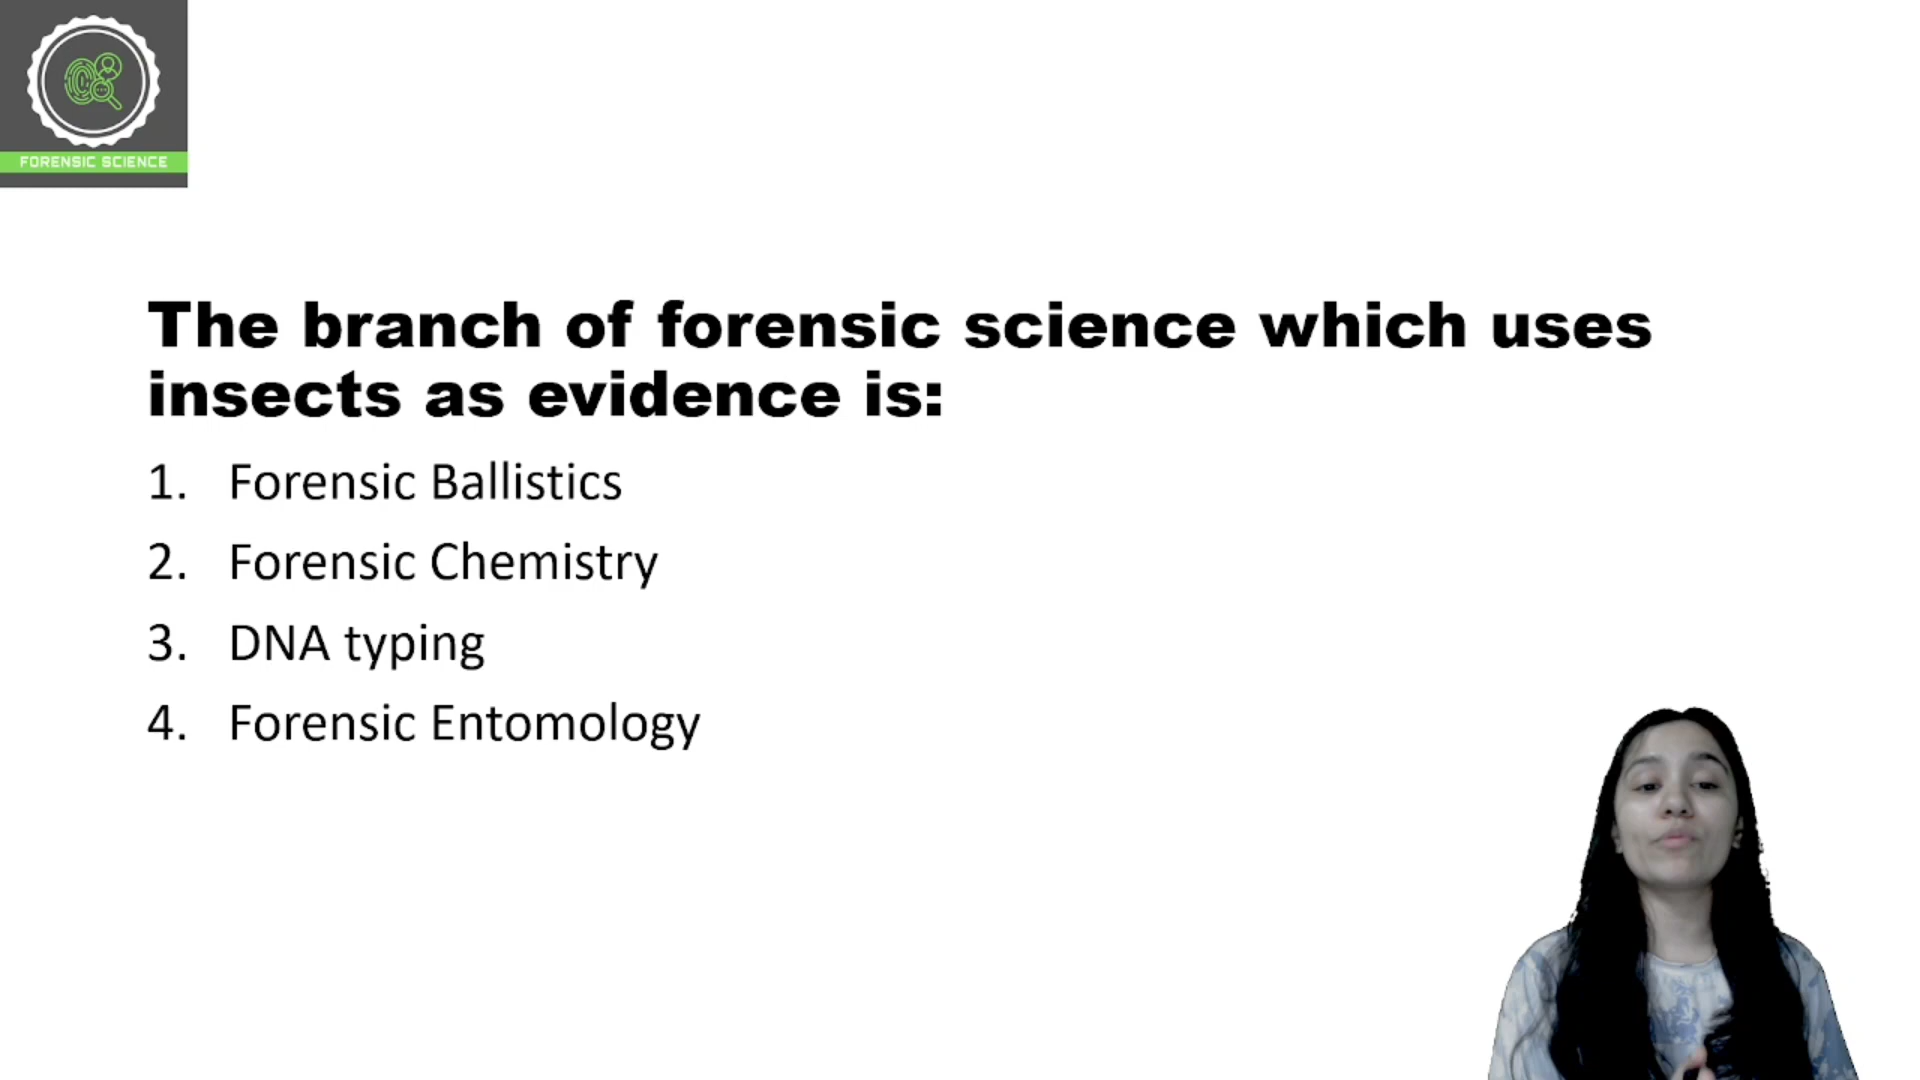 FORENSIC SCIENCE
The branch of forensic science which uses
insects as evidence is:
1. Forensic Ballistics
2. Forensic Chemistry
3. DNA typing
4. Forensic Entomology